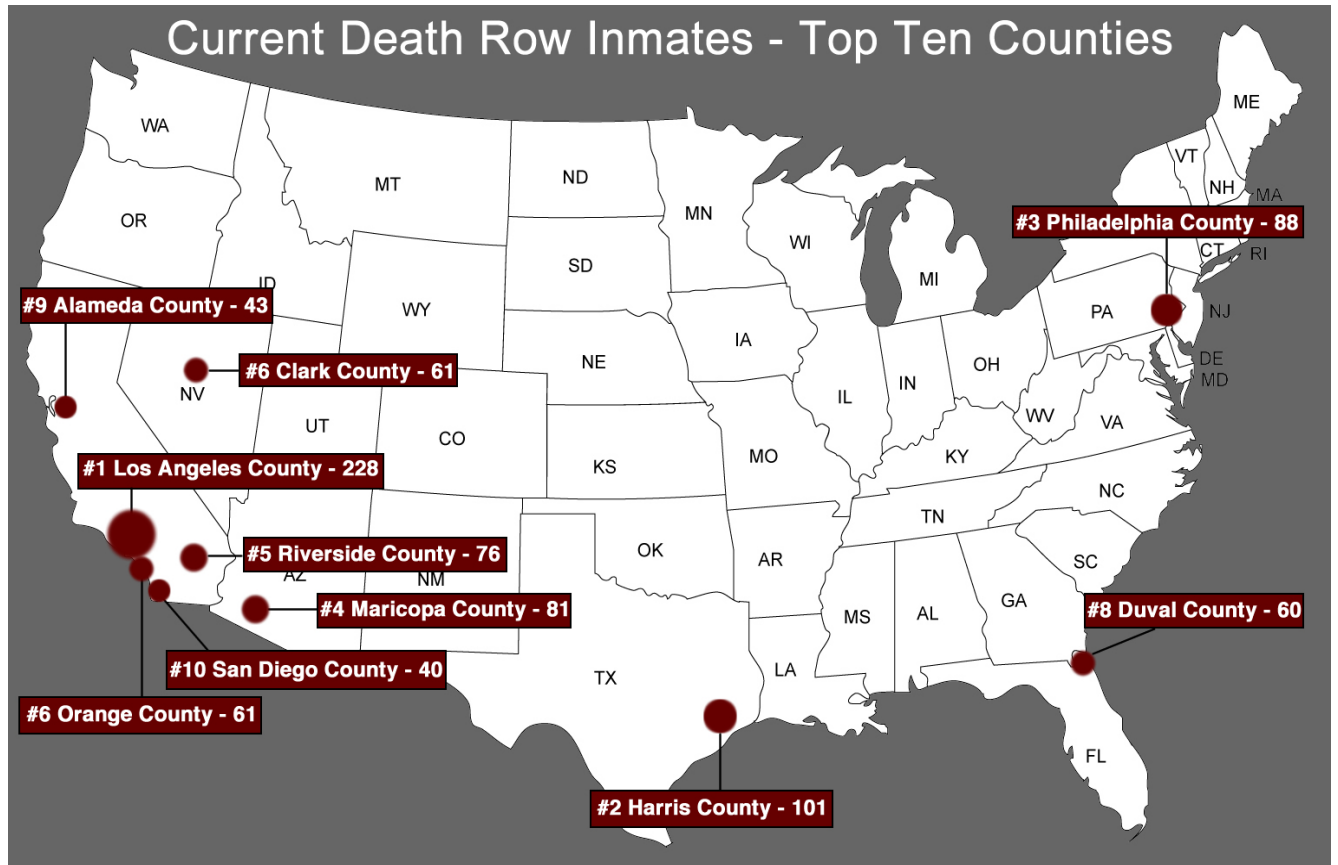 Current Death Row Inmates - Top Ten Counties
ME
WA
VT
MT
ND
NH
MA
OR
MN
#3 Philadelphia County - 88
WI
CT
RI
SD
MI
ID
#9 Alameda County - 43
WY
PA
NJ
IA
DE
NE
OH
#6 Clark County - 61
MD
NV
IL
IN
WV
VA
UT
CO
MO
KY
#1 Los Angeles County - 228
KS
NC
TN
OK
#5 Riverside County - 76
AR
SC
AZ
NM
GA
#4 Maricopa County - 81
MS
AL
#8 Duval County - 60
#10 San Diego County - 40
LA
TX
#6 Orange County - 61
FL
#2 Harris County - 101